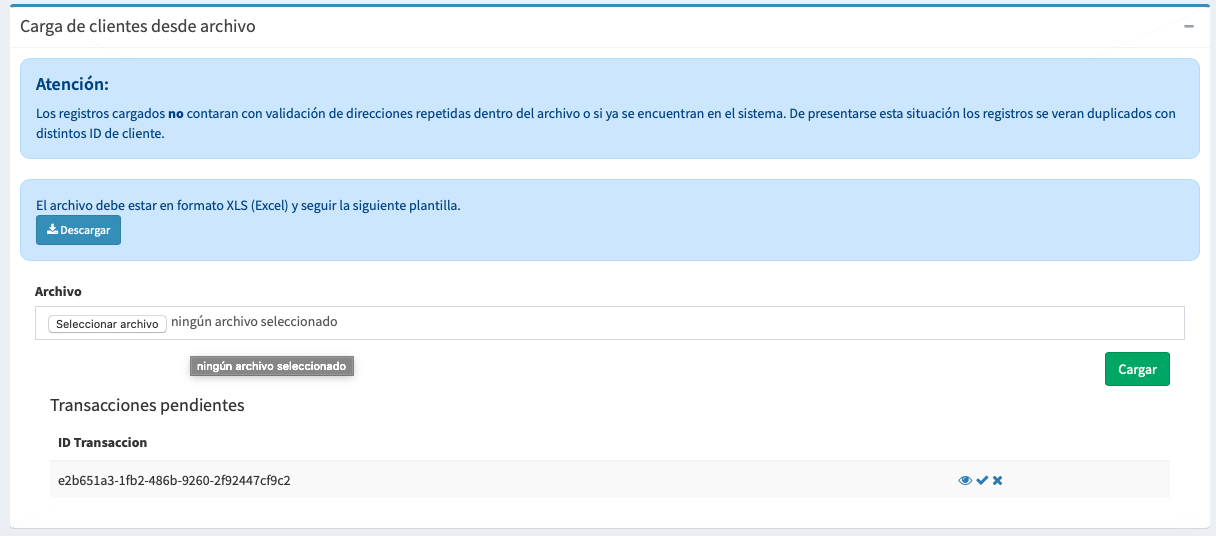 Carga de clientes desde archivo
Atención:
Los registros cargados no contaran con validación de direcciones repetidas dentro del archivo o si ya se encuentran en el sistema. De presentarse esta situación los registros se veran duplicados con
distintos ID de cliente.
El archivo debe estar en formato XLS (Excel) y seguir la siguiente plantilla.
Descargar
Archivo
Seleccionar archivo ningún archivo seleccionado
ningún archivo seleccionado
Cargar
Transacciones pendientes
ID Transaccion
e2b651a3-1fb2-486b-9260-2f92447cf9c2